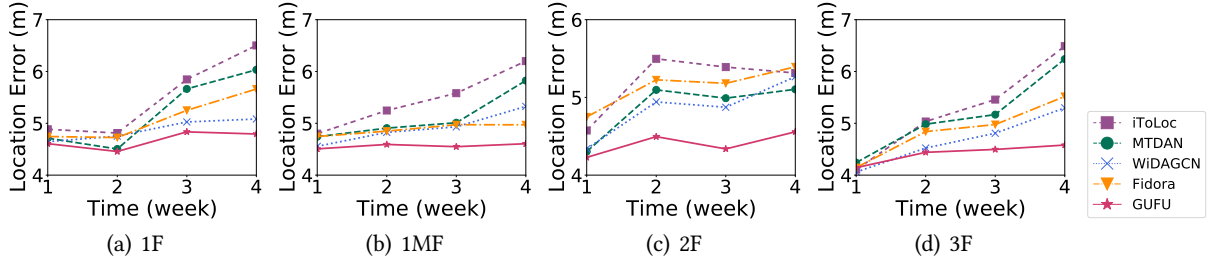 Location Error (m)
7
6
5
4
1 2 3 4
Time (week)
(a) 1F
Location Error (m)
7
6
5
4
1 2 3 4
Time (week)
(b) 1MF
Location Error (m)
6
5
4
1 2 3 4
Time (week)
(c) 2F
Location Error (m)
7
6
5
4
1 2 3 4
Time (week)
(d) 3F
iToLoc
MTDAN
WiDAGCN
Fidora
GUFU